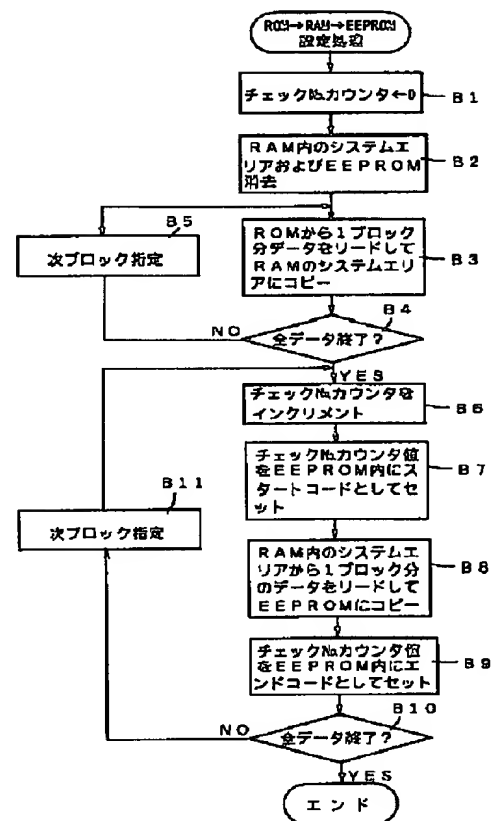 ROM→RAM→EEPROM
設定処理
チェック№カウンタ←0
B1
RAM内のシステムエ
リアおよびEEPROM
消去
B2
B5
次ブロック指定
ROMから1ブロック
分データをリードして
RAMのシステムエリ
アにコピー
B3
B4
NO
全データ終了?
YES
チェック№カウンタを
インクリメント
B6
チェック№カウンタ値
をEEPROM内にス
タートコードとしてセ
ット
B7
B11
次ブロック指定
RAM内のシステムエ
リアから1ブロック分
のデータをリードして
EEPROMにコピー
B8
チェック№カウンタ値
をEEPROM内にエ
ンドコードとしてセット
B9
B10
NO
全データ終了?
YES
エンド